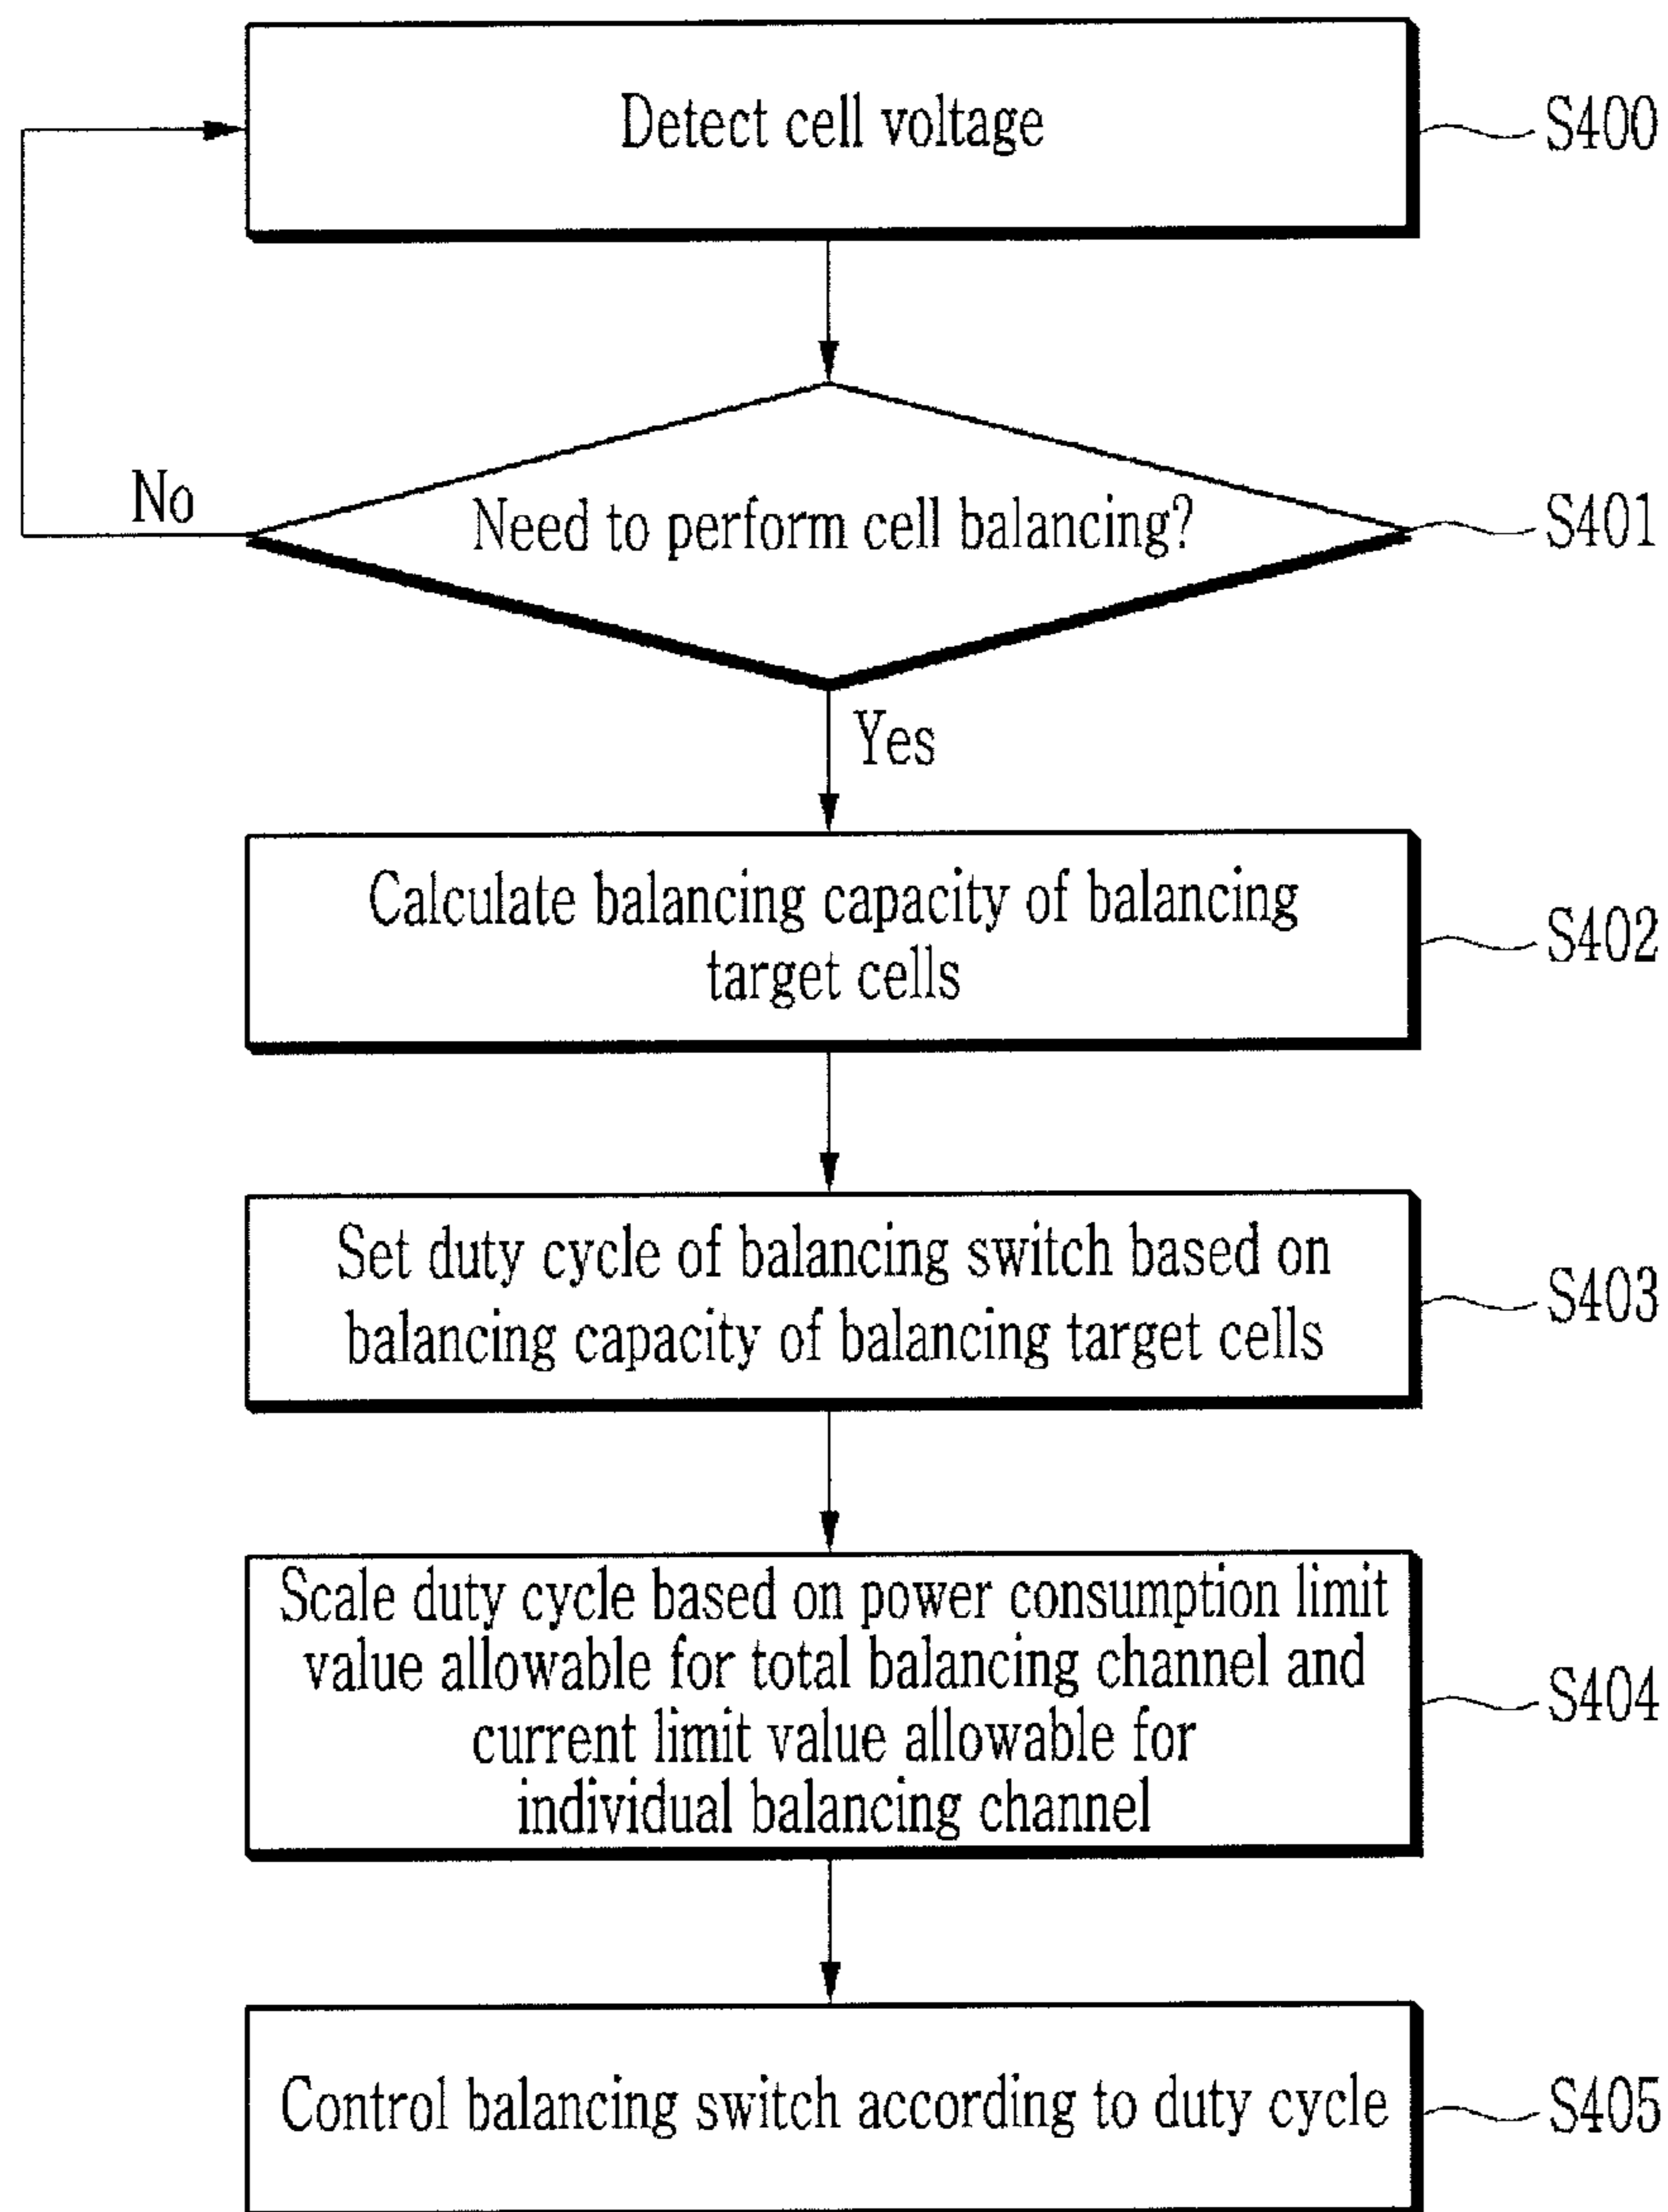 Detect cell voltage
S400
Need to perform cell balancing?
S401
No
Yes
Calculate balancing capacity of balancing
target cells
S402
Set duty cycle of balancing switch based on
balancing capacity of balancing target cells
S403
Scale duty cycle based on power consumption limit
value allowable for total balancing channel and
current limit value allowable for
individual balancing channel
S404
Control balancing switch according to duty cycle
S405